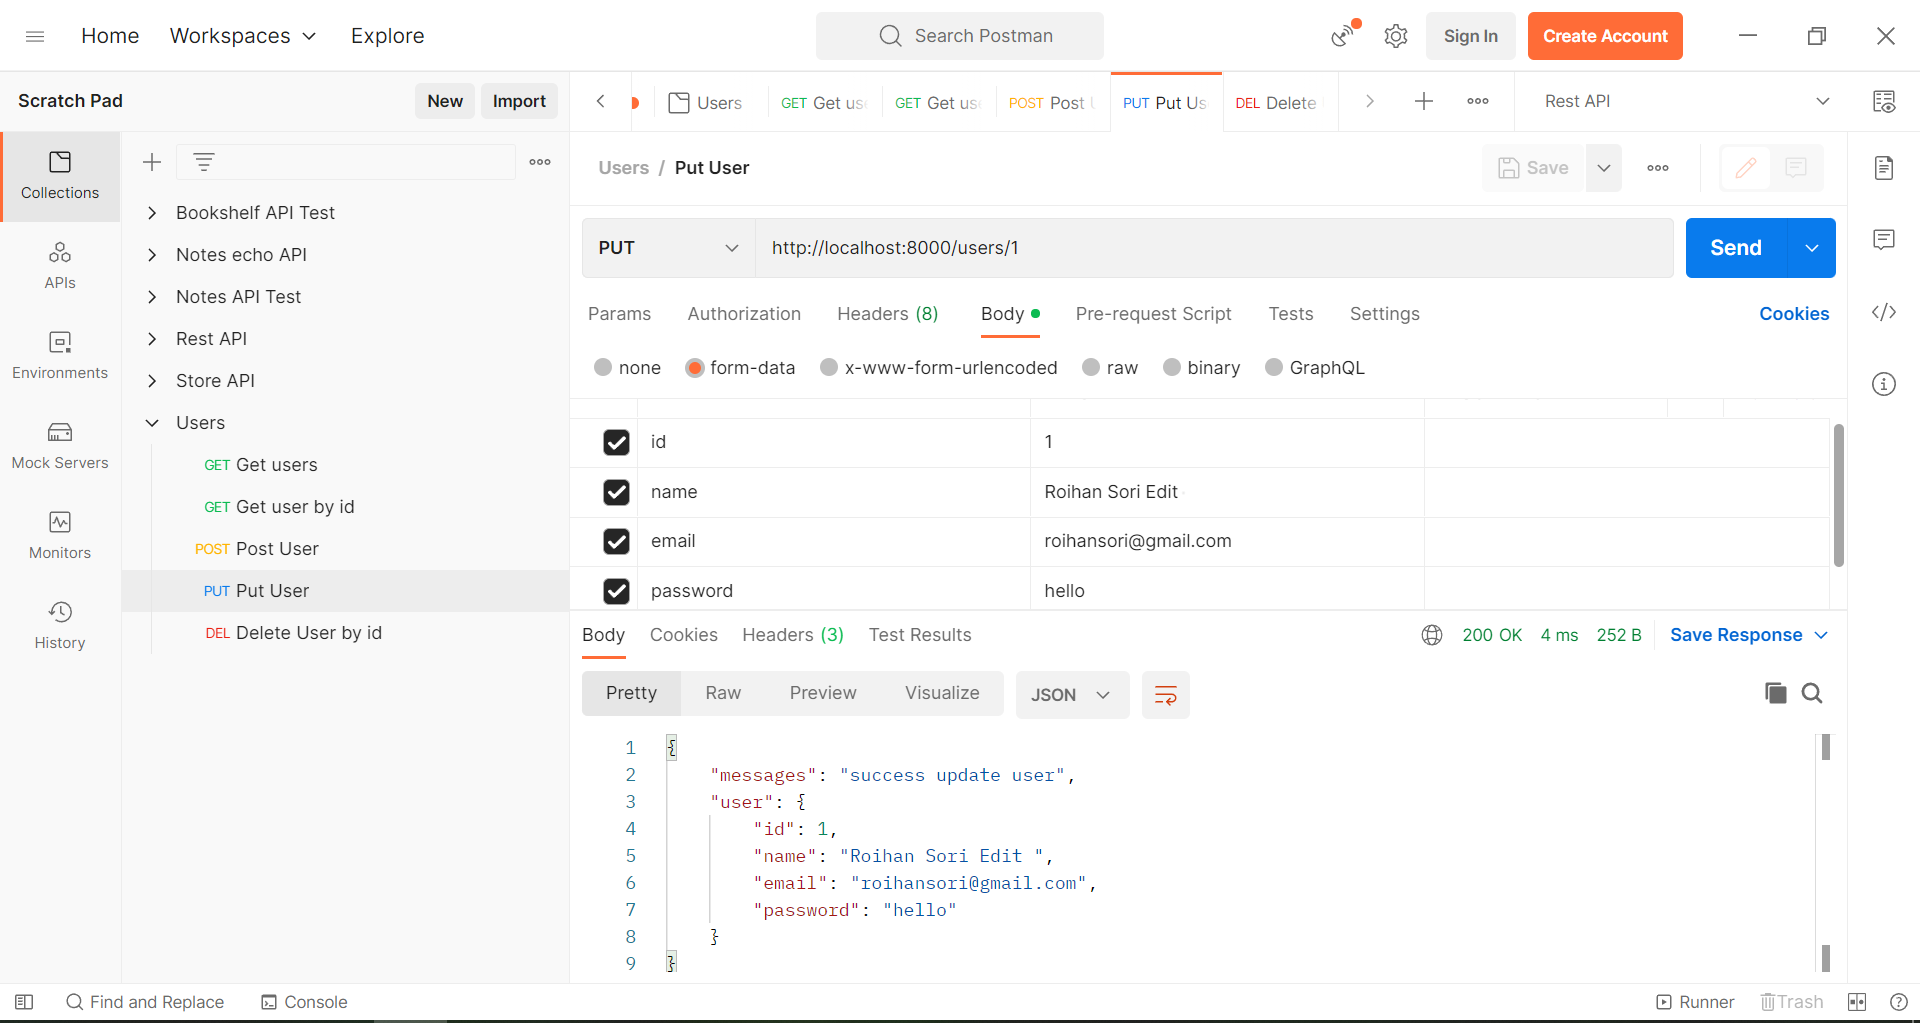 Home Workspaces Explore Search Postman Sign In Create Account
Scratch Pad New Import Users GET Get us POST Post PUT Put Us DEL Delete Rest API
GET Get us
Collections
APIs
Environments
Mock Servers
Monitors
History
Bookshelf API Test
Notes echo API
Notes API Test
Rest API
Store API
Users
GET Get users
GET Get user by id
POST Post User
PUT Put User
DEL Delete User by id
Users / Put User Save
PUT http://localhost:8000/users/1 Send
Params Authorization Headers (8) Body Pre-request Script Tests Settings Cookies
none form-data x-www-form-urlencoded raw binary GraphQL
id 1
name Roihan Sori Edit
email roihansori@gmail.com
password hello
Body Cookies Headers (3) Test Results 200 OK 4 ms 252 B Save Response
Pretty Raw Preview Visualize JSON
1 {
2 "messages": "success update user",
3 "user": {
4 "id": 1,
5 "name": "Roihan Sori Edit ",
6 "email": "roihansori@gmail.com",
7 "password": "hello"
8 }
9 }
Find and Replace Console Runner Trash